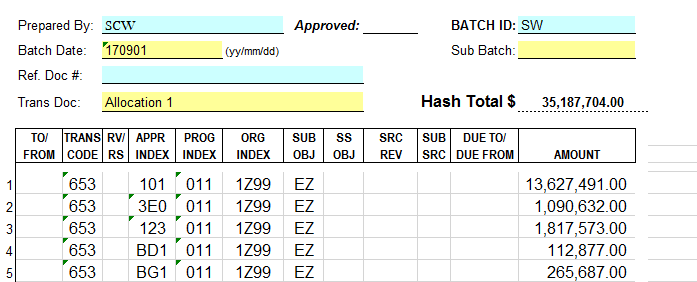 Prepared By: scw Approved: BATCH ID: SW
Batch Date: 170901 (yy/mm/dd) Sub Batch:
Ref. Doc #:
Trans Doc: Allocation 1 Hash Total $ 35,187,704.00
TO/ TRANS RV/ APPR PROG ORG SUB SS SRC SUB DUE TO/
FROM CODE RS INDEX INDEX INDEX OBJ OBJ REV SRC DUE FROM AMOUNT
1 653 101 011 1Z99 EZ 13,627,491.00
2 653 3E0 011 1Z99 EZ 1,090,632.00
3 653 123 011 1Z99 EZ 1,817,573.00
4 653 BD1 011 1Z99 EZ 112,877.00
5 653 BG1 011 1Z99 EZ 265,687.00